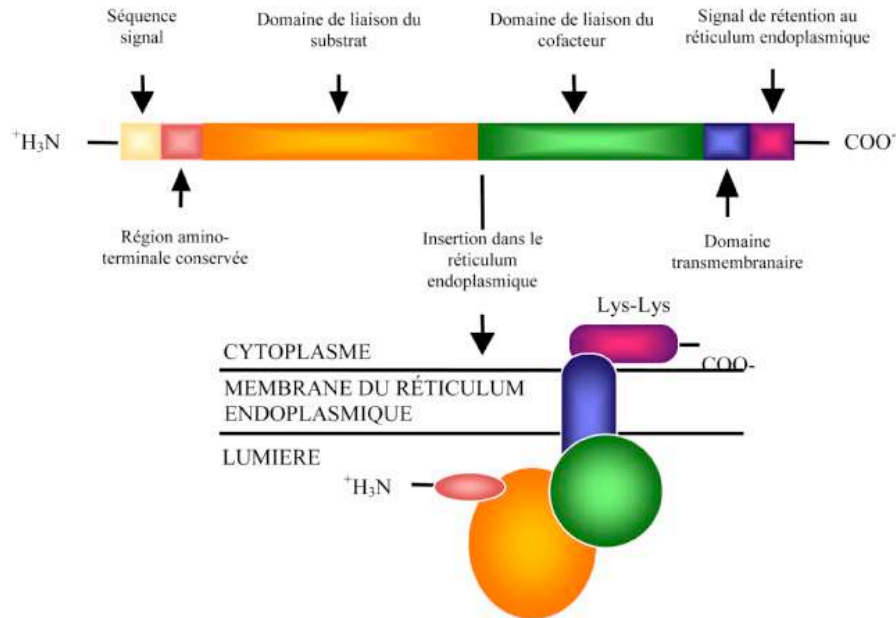 Séquence
signal
Domaine de liaison du
substrat
Domaine de liaison du
cofacteur
Signal de rétention au
réticulum endoplasmique
⁺H₃N
COO⁻
Région amino-
terminale conservée
Insertion dans le
réticulum
endoplasmique
Domaine
transmembranaire
Lys-Lys
CYTOPLASME
COO-
MEMBRANE DU RÉTICULUM
ENDOPLASMIQUE
LUMIERE
⁺H₃N